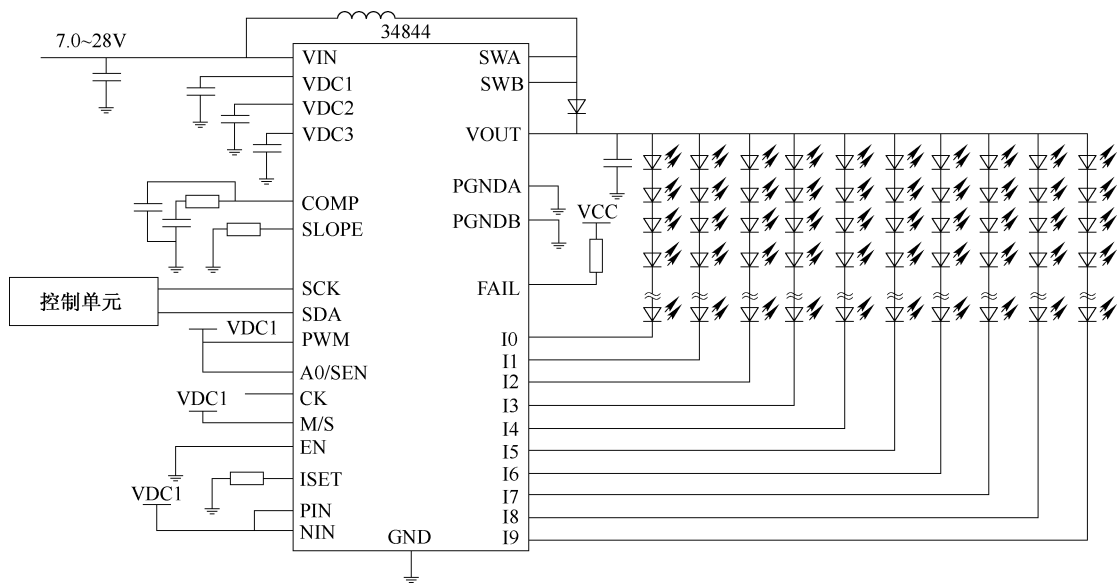 34844
7.0~28V
VIN
VDC1
VDC2
VDC3
COMP
SLOPE
SCK
SDA
PWM
A0/SEN
CK
M/S
EN
ISET
PIN
NIN
GND
SWA
SWB
VOUT
PGNDA
PGNDB
FAIL
I0
I1
I2
I3
I4
I5
I6
I7
I8
I9
VCC
控制单元
VDC1
VDC1
VDC1